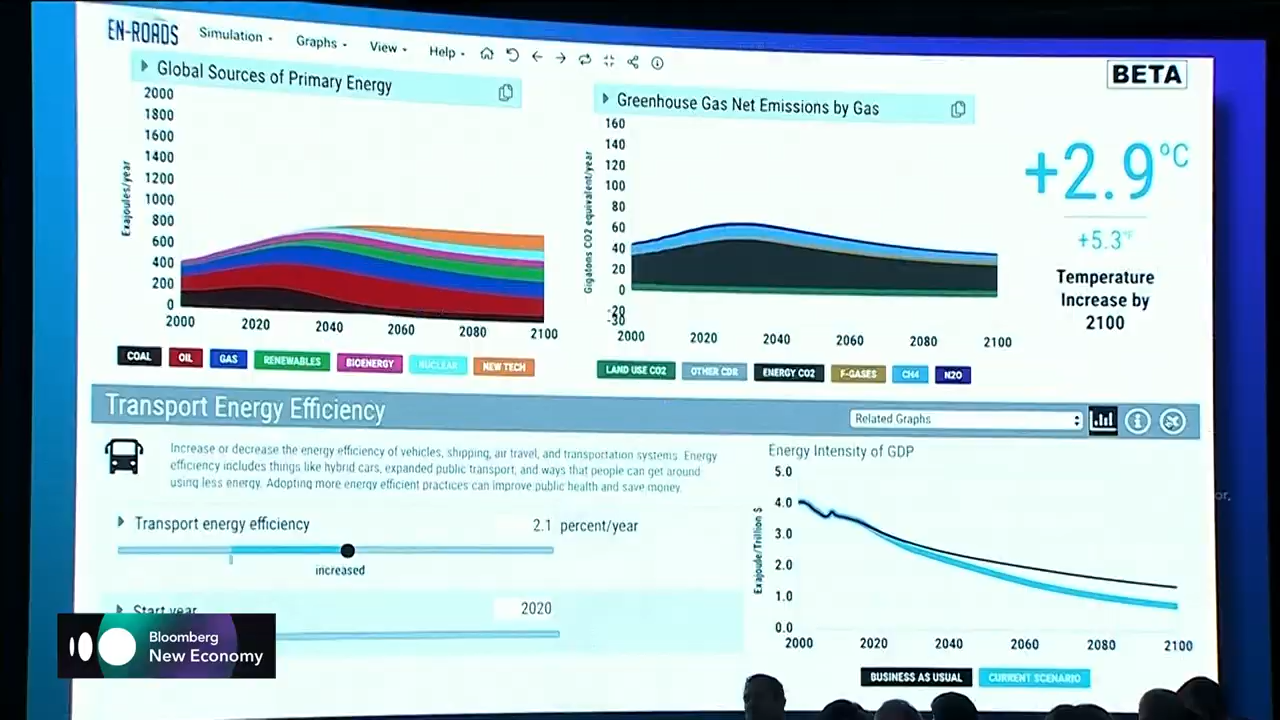 EN-ROADS
Simulation
Graphs
View
Help
BETA
Global Sources of Primary Energy
Exajoules/year
2000
1800
1600
1400
1200
1000
800
600
400
200
0
2000 2020 2040 2060 2080 2100
COAL OIL GAS RENEWABLES BIOENERGY NUCLEAR NEW TECH
Greenhouse Gas Net Emissions by Gas
Gigatons CO2 equivalent/year
160
140
120
100
80
60
40
20
0
-20
-30
2000 2020 2040 2060 2080 2100
LAND USE CO2 OTHER CDR ENERGY CO2 F-GASES CH4 N2O
+2.9°C
+5.3°F
Temperature
Increase by
2100
Transport Energy Efficiency
Related Graphs
Increase or decrease the energy efficiency of vehicles, shipping, air travel, and transportation systems. Energy
efficiency includes things like hybrid cars, expanded public transport, and ways that people can get around
using less energy. Adopting more energy efficient practices can improve public health and save money.
Transport energy efficiency 2.1 percent/year
increased
Start year 2020
Energy Intensity of GDP
Exajoule/Trillion $
5.0
4.0
3.0
2.0
1.0
0.0
2000 2020 2040 2060 2080 2100
BUSINESS AS USUAL CURRENT SCENARIO
or.
Bloomberg
New Economy